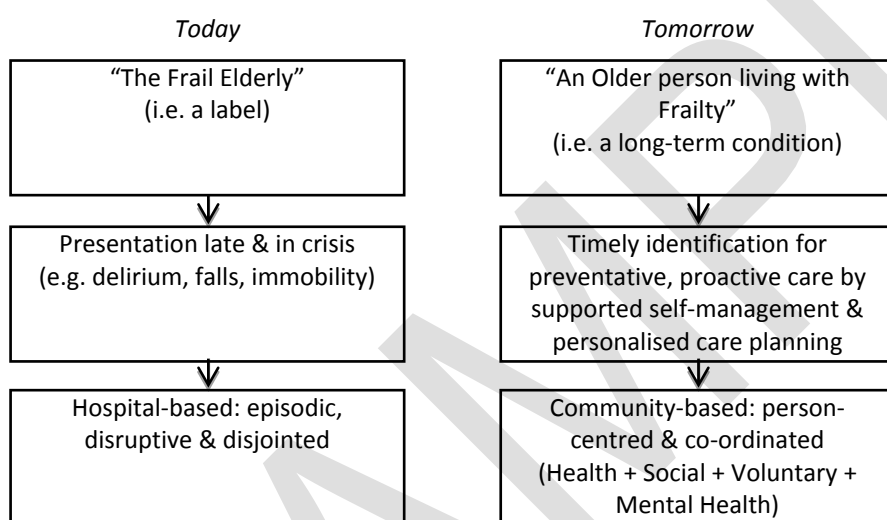 Today
“The Frail Elderly”
(i.e. a label)
Presentation late & in crisis
(e.g. delirium, falls, immobility)
Hospital-based: episodic,
disruptive & disjointed
Tomorrow
“An Older person living with
Frailty”
(i.e. a long-term condition)
Timely identification for
preventative, proactive care by
supported self-management &
personalised care planning
Community-based: person-
centred & co-ordinated
(Health + Social + Voluntary +
Mental Health)